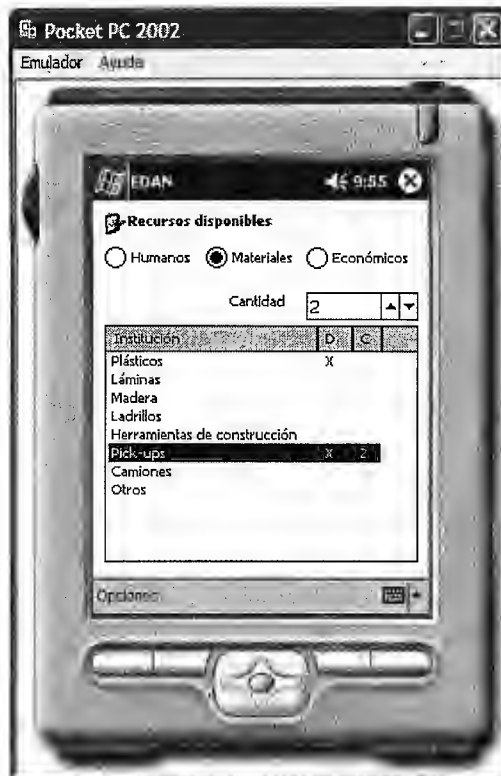 Pocket PC 2002
Emulador Ayuda
EDAN 9:55
Recursos disponibles
Humanos Materiales Económicos
Cantidad 2
Institución D C
Plásticos X
Láminas
Madera
Ladrillos
Herramientas de construcción
Pick-ups X 2
Camiones
Otros
Opciones